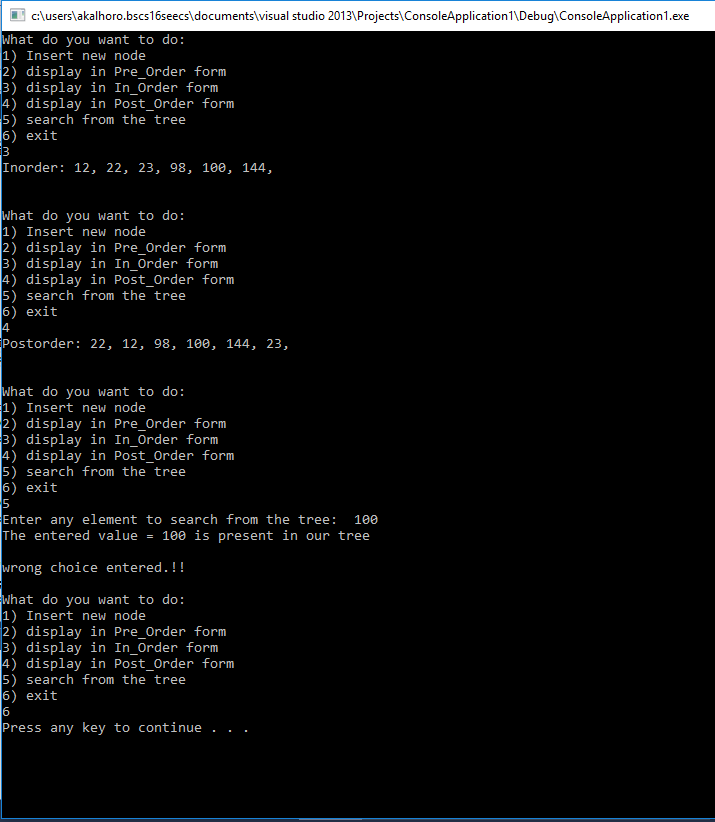 c:\users\akalhoro.bscs16seecs\documents\visual studio 2013\Projects\ConsoleApplication1\Debug\ConsoleApplication1.exe
What do you want to do:
1) Insert new node
2) display in Pre_Order form
3) display in In_Order form
4) display in Post_Order form
5) search from the tree
6) exit
3
Inorder: 12, 22, 23, 98, 100, 144,
What do you want to do:
1) Insert new node
2) display in Pre_Order form
3) display in In_Order form
4) display in Post_Order form
5) search from the tree
6) exit
4
Postorder: 22, 12, 98, 100, 144, 23,
What do you want to do:
1) Insert new node
2) display in Pre_Order form
3) display in In_Order form
4) display in Post_Order form
5) search from the tree
6) exit
5
Enter any element to search from the tree:  100
The entered value = 100 is present in our tree
wrong choice entered.!!
What do you want to do:
1) Insert new node
2) display in Pre_Order form
3) display in In_Order form
4) display in Post_Order form
5) search from the tree
6) exit
6
Press any key to continue . . .